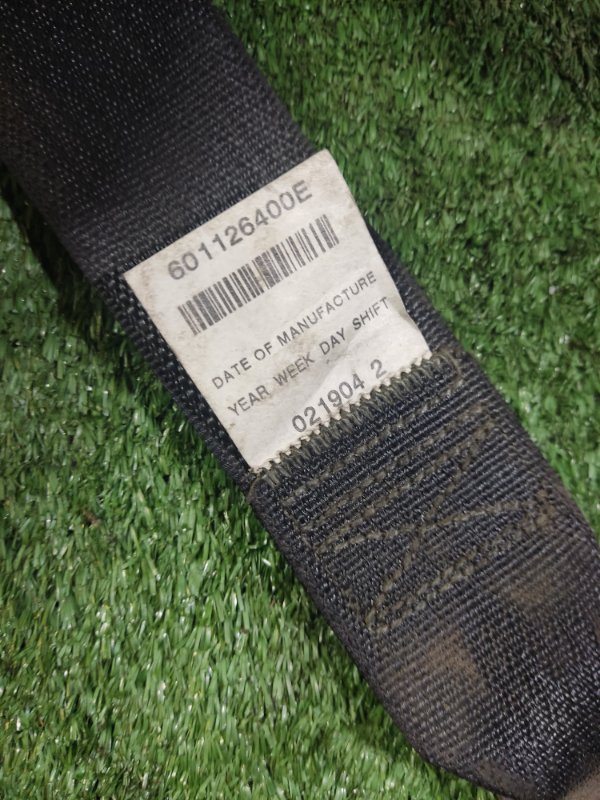 601126400E
DATE OF MANUFACTURE
YEAR WEEK DAY SHIFT
021904 2